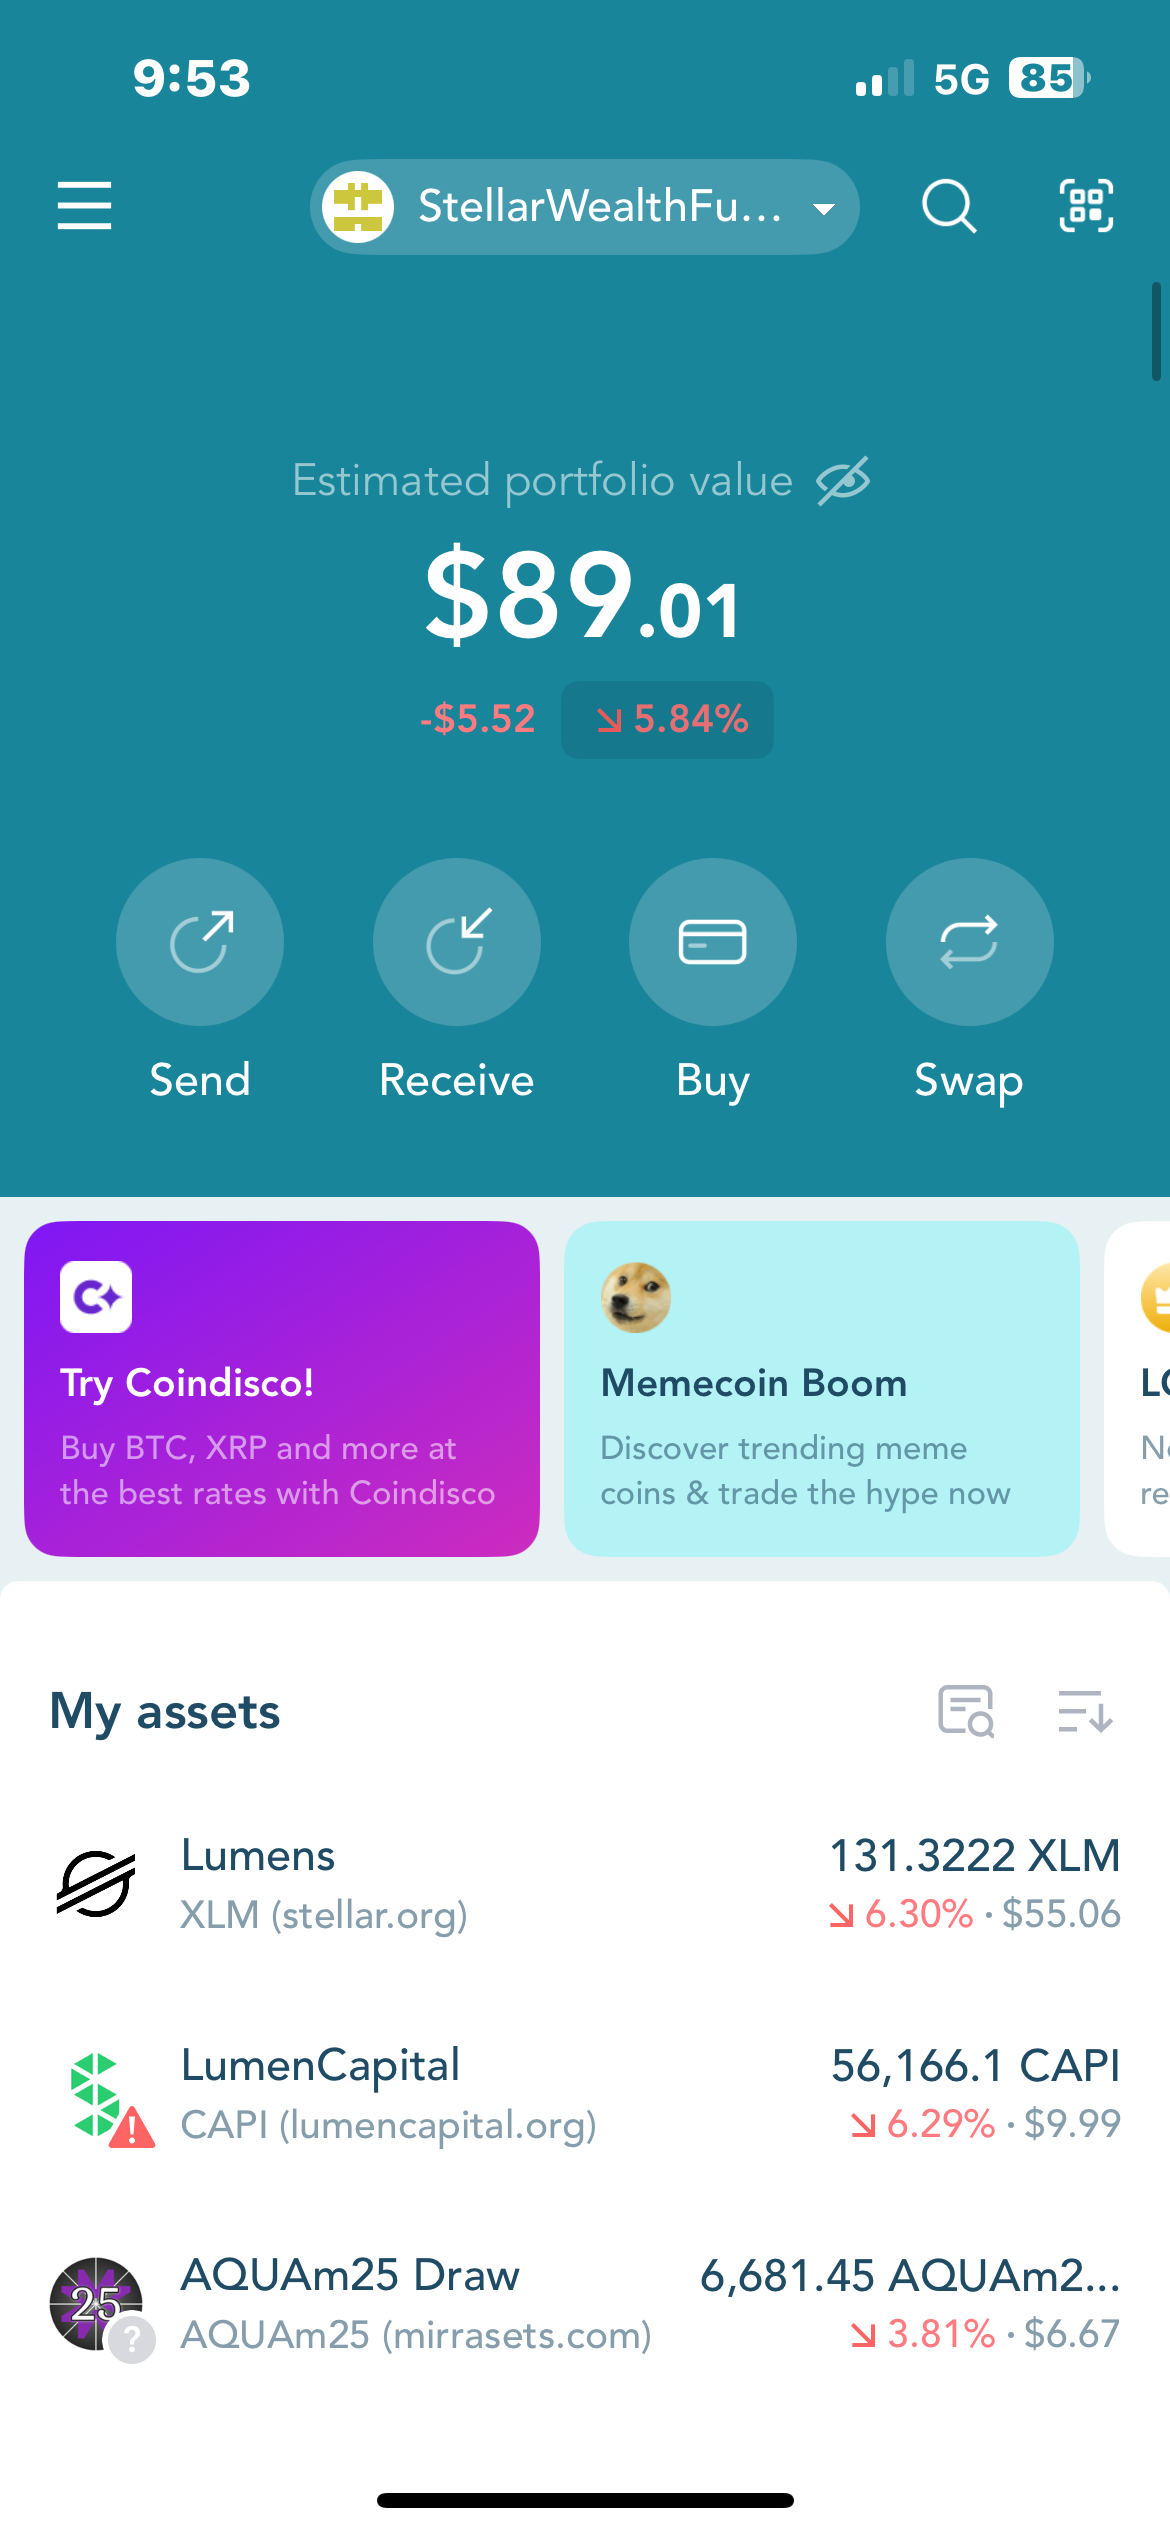 9:53
5G 85
StellarWealthFu...
Estimated portfolio value
$89.01
-$5.52 ↘ 5.84%
Send Receive Buy Swap
Try Coindisco!
Buy BTC, XRP and more at
the best rates with Coindisco
Memecoin Boom
Discover trending meme
coins & trade the hype now
My assets
Lumens 131.3222 XLM
XLM (stellar.org) ↘ 6.30% · $55.06
LumenCapital 56,166.1 CAPI
CAPI (lumencapital.org) ↘ 6.29% · $9.99
25
AQUAm25 Draw 6,681.45 AQUAm2...
AQUAm25 (mirrasets.com) ↘ 3.81% · $6.67